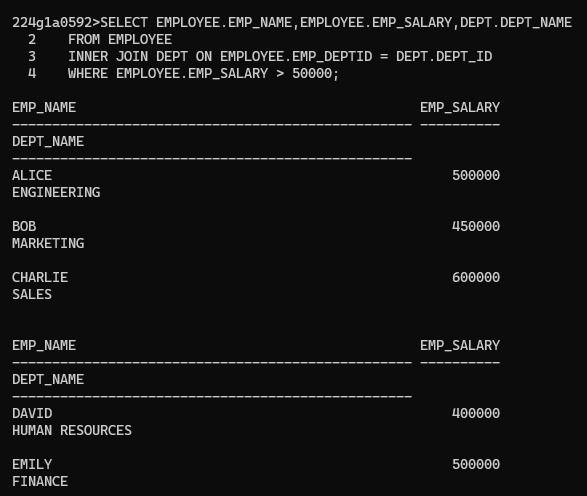 224g1a0592>SELECT EMPLOYEE.EMP_NAME,EMPLOYEE.EMP_SALARY,DEPT.DEPT_NAME
  2    FROM EMPLOYEE
  3    INNER JOIN DEPT ON EMPLOYEE.EMP_DEPTID = DEPT.DEPT_ID
  4    WHERE EMPLOYEE.EMP_SALARY > 50000;
EMP_NAME                                           EMP_SALARY
-------------------------------------------------- ----------
DEPT_NAME
--------------------------------------------------
ALICE                                                  500000
ENGINEERING
BOB                                                    450000
MARKETING
CHARLIE                                                600000
SALES
EMP_NAME                                           EMP_SALARY
-------------------------------------------------- ----------
DEPT_NAME
--------------------------------------------------
DAVID                                                  400000
HUMAN RESOURCES
EMILY                                                  500000
FINANCE